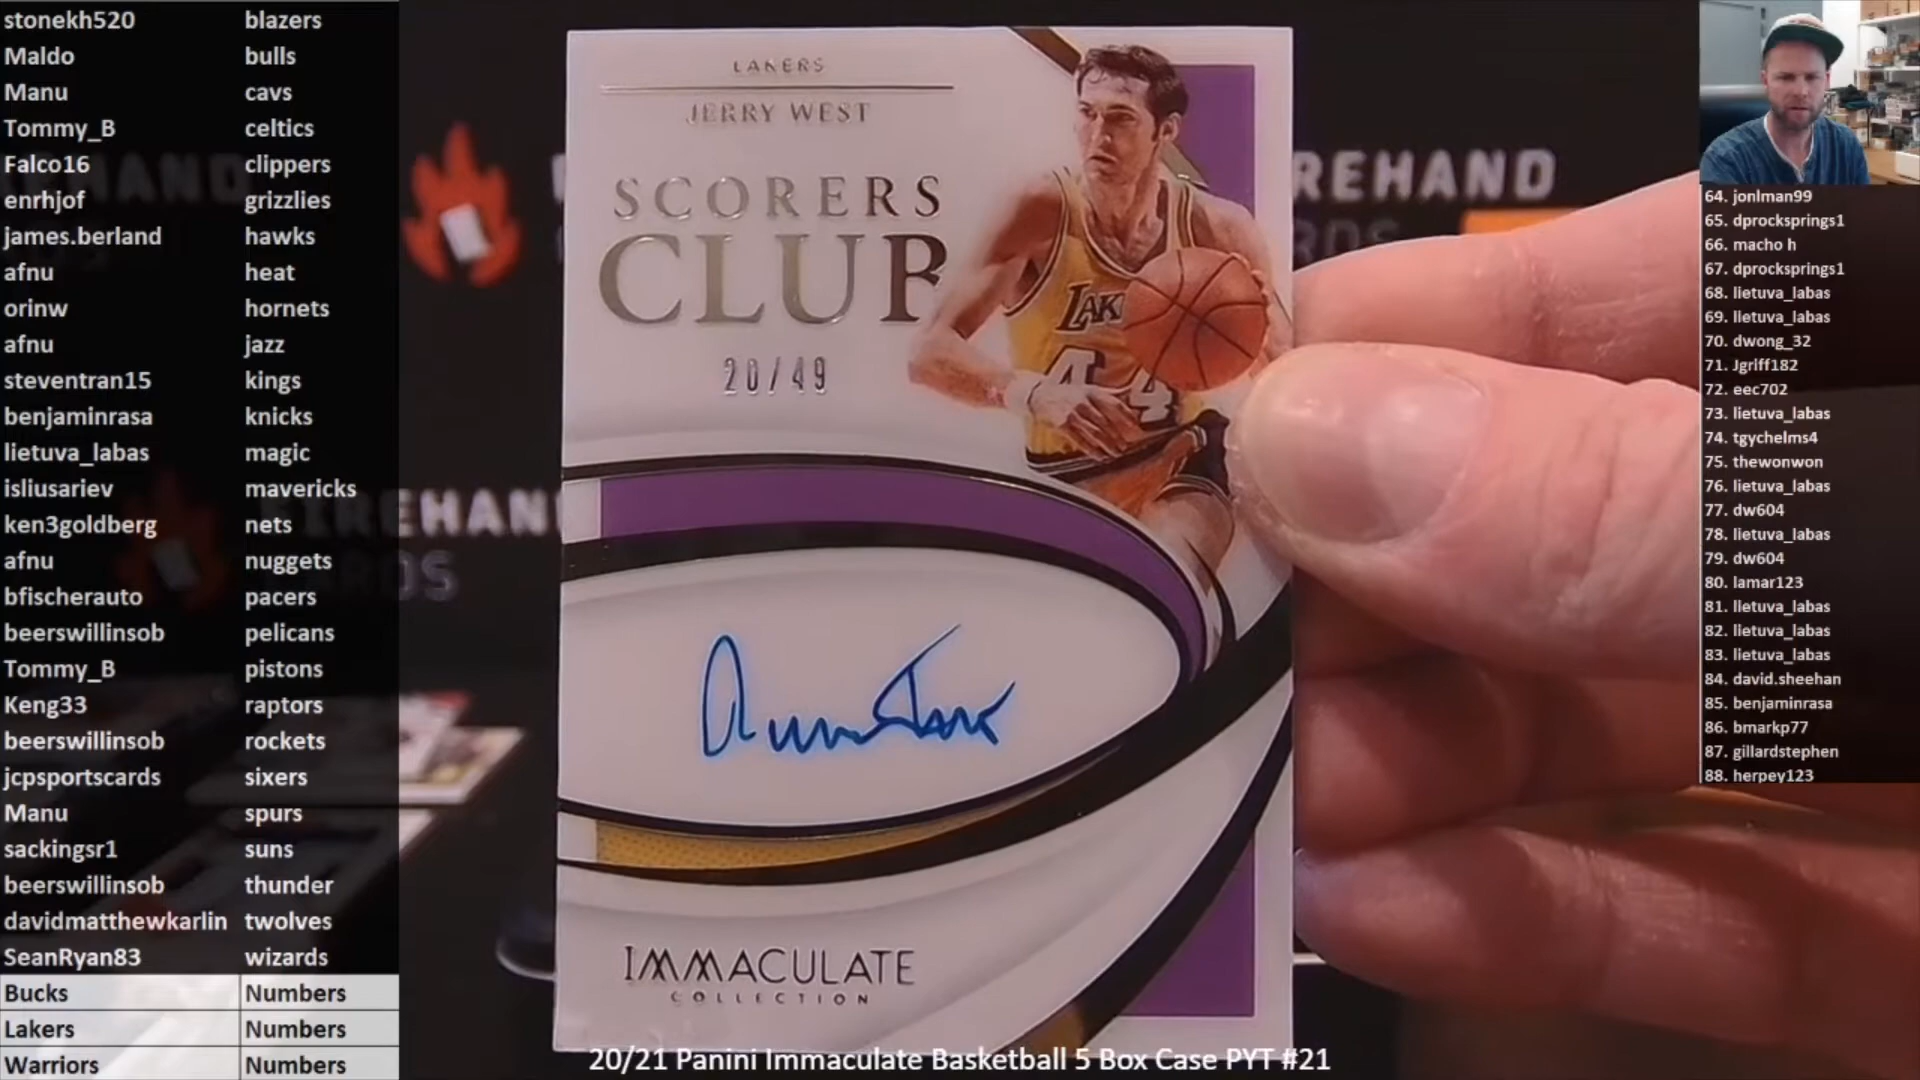 stonekh520 blazers
Maldo bulls
Manu cavs
Tommy_B celtics
Falco16 clippers
enrhjof grizzlies
james.berland hawks
afnu heat
orinw hornets
afnu jazz
steventran15 kings
benjaminrasa knicks
lietuva_labas magic
isliusariev mavericks
ken3goldberg nets
afnu nuggets
bfischerauto pacers
beerswillinsob pelicans
Tommy_B pistons
Keng33 raptors
beerswillinsob rockets
jcpsportscards sixers
Manu spurs
sackingsr1 suns
beerswillinsob thunder
davidmatthewkarlin twolves
SeanRyan83 wizards
Bucks Numbers
Lakers Numbers
Warriors Numbers
LAKERS
JERRY WEST
SCORERS
CLUB
20/49
LAK
44
IMMACULATE
COLLECTION
20/21 Panini Immaculate Basketball 5 Box Case PYT #21
REHAND
RDS
64. jonlman99
65. dprocksprings1
66. macho h
67. dprocksprings1
68. lietuva_labas
69. lietuva_labas
70. dwong_32
71. Jgriff182
72. eec702
73. lietuva_labas
74. tgychelms4
75. thewonwon
76. lietuva_labas
77. dw604
78. lietuva_labas
79. dw604
80. lamar123
81. lietuva_labas
82. lietuva_labas
83. lietuva_labas
84. david.sheehan
85. benjaminrasa
86. bmarkp77
87. gillardstephen
88. herpey123